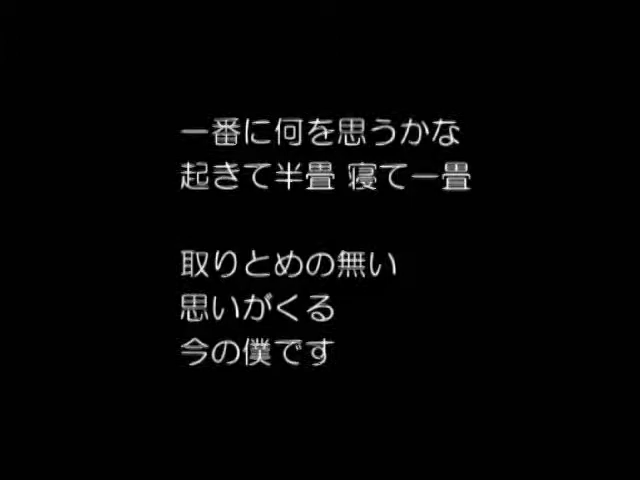 一番に何を思うかな
起きて半畳 寝て一畳
取りとめの無い
思いがくる
今の僕です